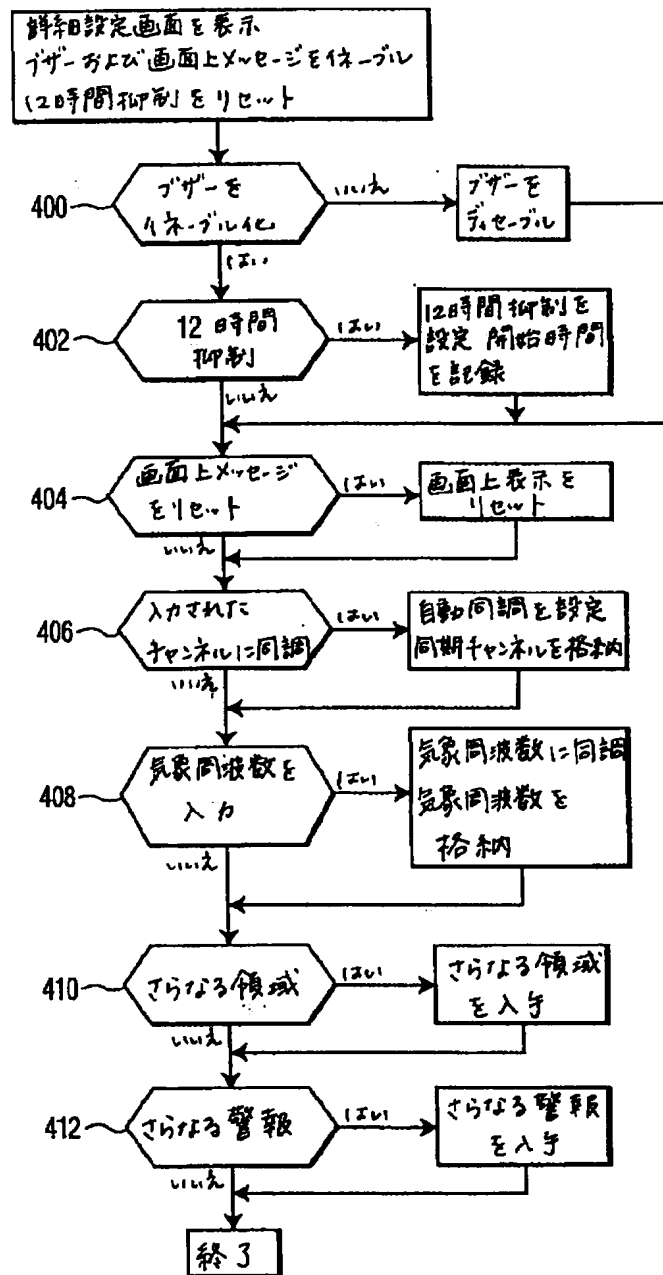 詳細設定画面を表示
ブザーおよび画面上メッセージをイネーブル
12時間抑制をリセット
400
ブザーを
イネーブル化
いいえ
ブザーを
ディセーブル
はい
402
12時間
抑制
はい
12時間抑制を
設定 開始時間
を記録
いいえ
404
画面上メッセージ
をリセット
はい
画面上表示を
リセット
いいえ
406
入力された
チャンネルに同調
はい
自動同調を設定
同期チャンネルを格納
いいえ
408
気象周波数を
入力
はい
気象周波数に同調
気象周波数を
格納
いいえ
410
さらなる領域
はい
さらなる領域
を入手
いいえ
412
さらなる警報
はい
さらなる警報
を入手
いいえ
終了